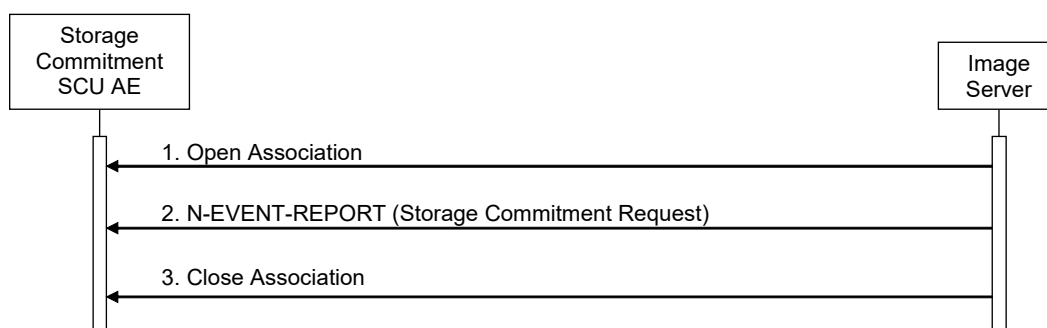 Storage
Commitment
SCU AE
Image
Server
1. Open Association
2. N-EVENT-REPORT (Storage Commitment Request)
3. Close Association